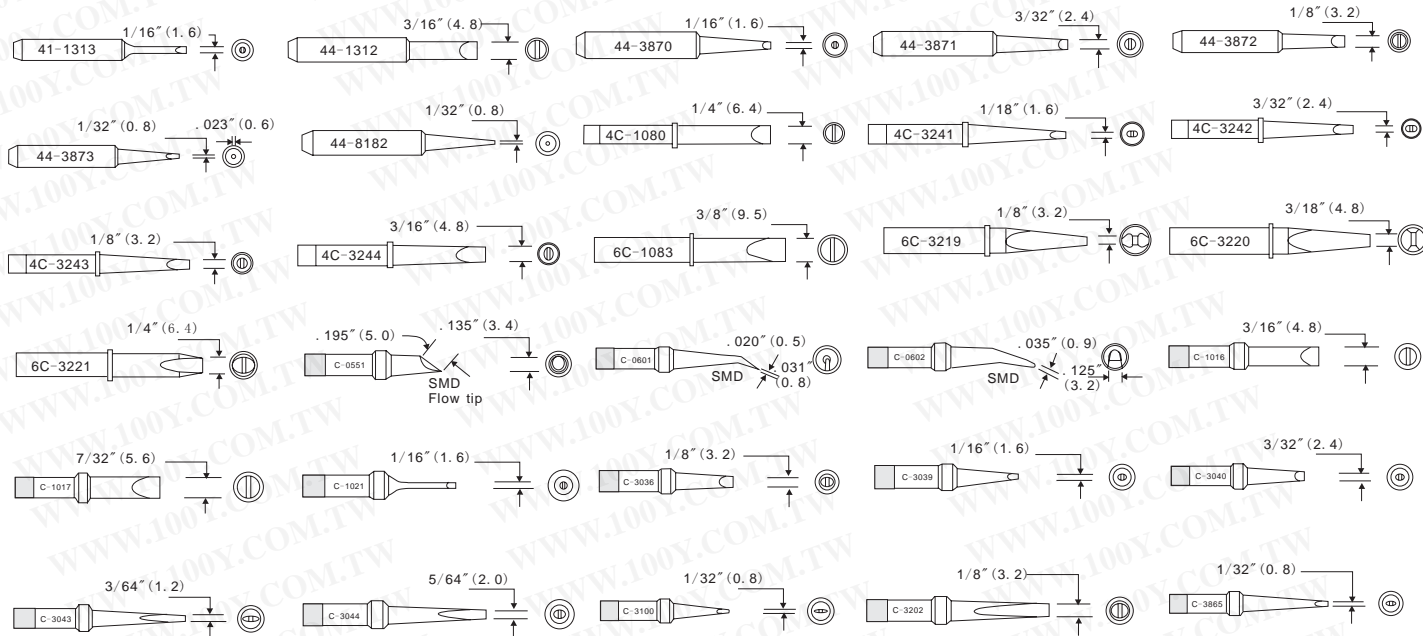 1/16″(1.6)
41-1313
3/16″(4.8)
44-1312
1/16″(1.6)
44-3870
3/32″(2.4)
44-3871
1/8″(3.2)
44-3872
1/32″(0.8)
.023″(0.6)
44-3873
1/32″(0.8)
44-8182
1/4″(6.4)
4C-1080
1/18″(1.6)
4C-3241
3/32″(2.4)
4C-3242
1/8″(3.2)
4C-3243
3/16″(4.8)
4C-3244
3/8″(9.5)
6C-1083
1/8″(3.2)
6C-3219
3/18″(4.8)
6C-3220
1/4″(6.4)
6C-3221
.195″(5.0)
.135″(3.4)
C-0551
SMD
Flow tip
.020″(0.5)
C-0601
SMD
.031″
(0.8)
.035″(0.9)
C-0602
SMD
.125″
(3.2)
3/16″(4.8)
C-1016
7/32″(5.6)
C-1017
1/16″(1.6)
C-1021
1/8″(3.2)
C-3036
1/16″(1.6)
C-3039
3/32″(2.4)
C-3040
3/64″(1.2)
C-3043
5/64″(2.0)
C-3044
1/32″(0.8)
C-3100
1/8″(3.2)
C-3202
1/32″(0.8)
C-3865
WWW.100Y.COM.TW